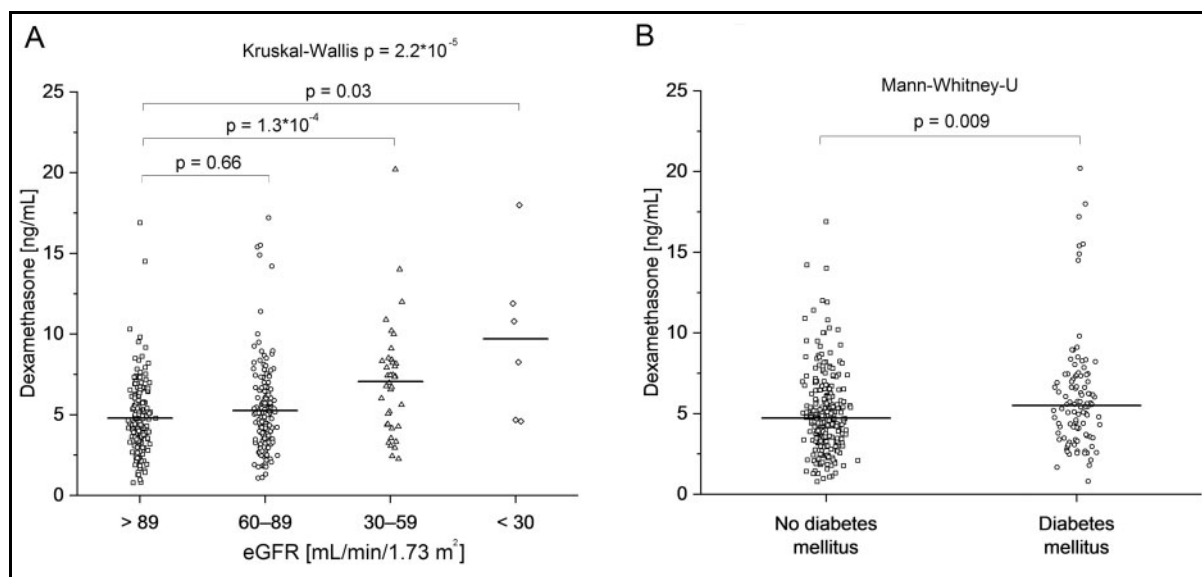 A
Kruskal-Wallis p = 2.2*10⁻⁵
p = 0.03
p = 1.3*10⁻⁴
p = 0.66
Dexamethasone [ng/mL]
25
20
15
10
5
0
> 89
60–89
30–59
< 30
eGFR [mL/min/1.73 m²]
B
Mann-Whitney-U
p = 0.009
Dexamethasone [ng/mL]
25
20
15
10
5
0
No diabetes
mellitus
Diabetes
mellitus